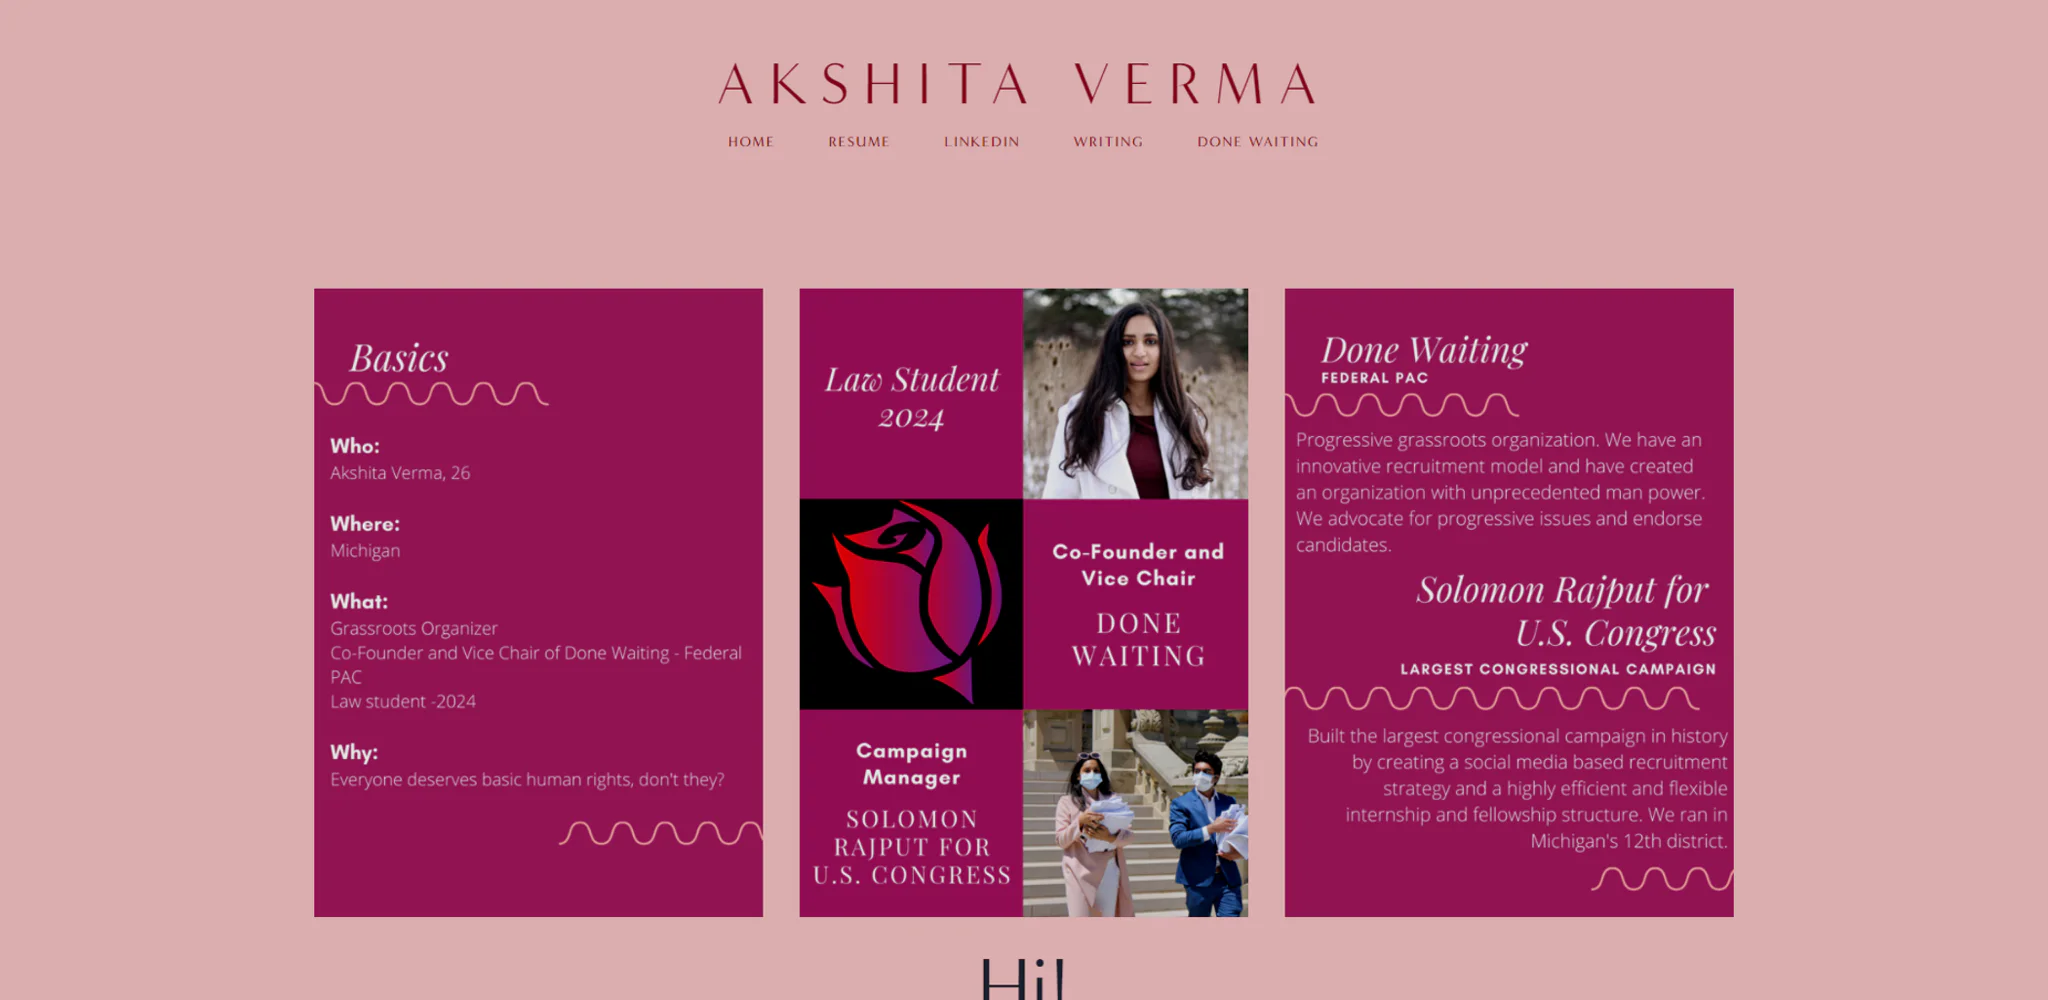 AKSHITA VERMA
HOME RESUME LINKEDIN WRITING DONE WAITING
Basics
Who:
Akshita Verma, 26
Where:
Michigan
What:
Grassroots Organizer
Co-Founder and Vice Chair of Done Waiting - Federal
PAC
Law student -2024
Why:
Everyone deserves basic human rights, don't they?
Law Student
2024
Co-Founder and
Vice Chair
DONE
WAITING
Campaign
Manager
SOLOMON
RAJPUT FOR
U.S. CONGRESS
Done Waiting
FEDERAL PAC
Progressive grassroots organization. We have an
innovative recruitment model and have created
an organization with unprecedented man power.
We advocate for progressive issues and endorse
candidates.
Solomon Rajput for
U.S. Congress
LARGEST CONGRESSIONAL CAMPAIGN
Built the largest congressional campaign in history
by creating a social media based recruitment
strategy and a highly efficient and flexible
internship and fellowship structure. We ran in
Michigan's 12th district.
Hi!